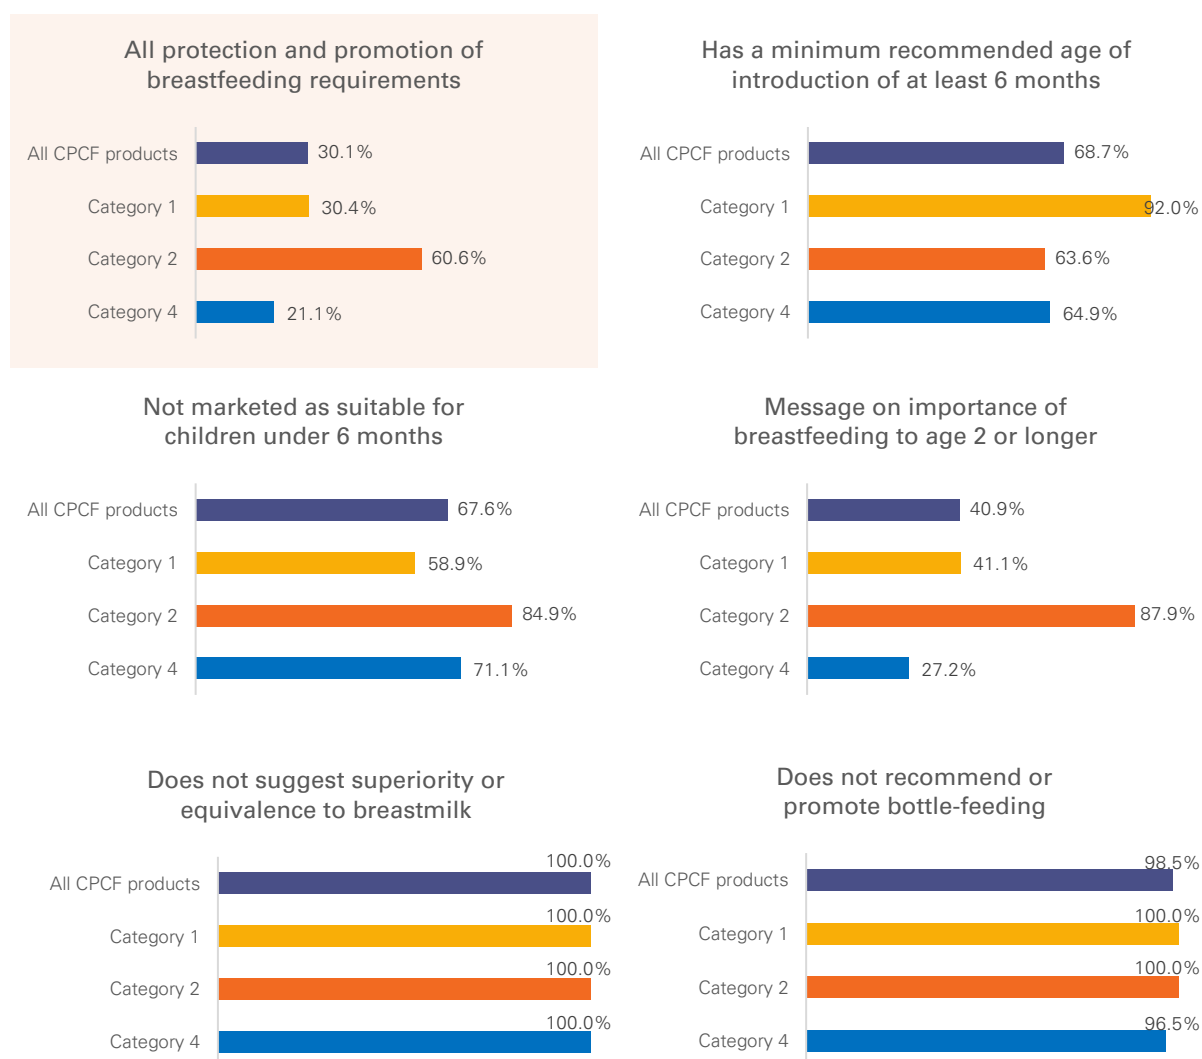 All protection and promotion of
breastfeeding requirements
All CPCF products 30.1%
Category 1 30.4%
Category 2 60.6%
Category 4 21.1%
Has a minimum recommended age of
introduction of at least 6 months
All CPCF products 68.7%
Category 1 92.0%
Category 2 63.6%
Category 4 64.9%
Not marketed as suitable for
children under 6 months
All CPCF products 67.6%
Category 1 58.9%
Category 2 84.9%
Category 4 71.1%
Message on importance of
breastfeeding to age 2 or longer
All CPCF products 40.9%
Category 1 41.1%
Category 2 87.9%
Category 4 27.2%
Does not suggest superiority or
equivalence to breastmilk
All CPCF products 100.0%
Category 1 100.0%
Category 2 100.0%
Category 4 100.0%
Does not recommend or
promote bottle-feeding
All CPCF products 98.5%
Category 1 100.0%
Category 2 100.0%
Category 4 96.5%